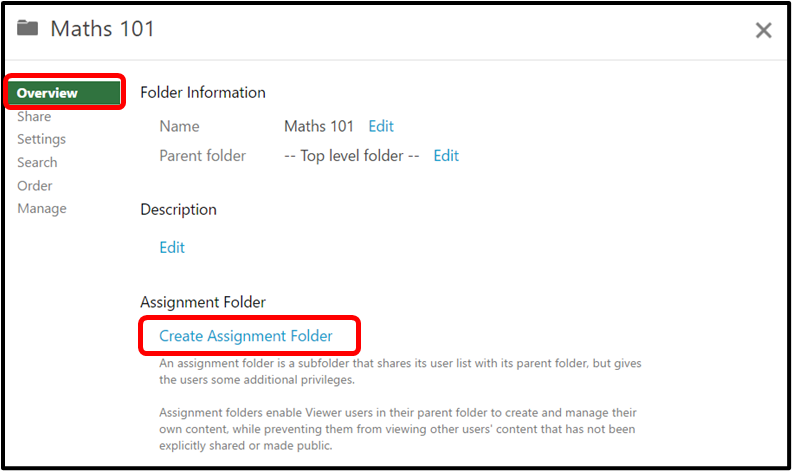 Maths 101
Overview
Share
Settings
Search
Order
Manage
Folder Information
Name Maths 101 Edit
Parent folder -- Top level folder -- Edit
Description
Edit
Assignment Folder
Create Assignment Folder
An assignment folder is a subfolder that shares its user list with its parent folder, but gives
the users some additional privileges.
Assignment folders enable Viewer users in their parent folder to create and manage their
own content, while preventing them from viewing other users' content that has not been
explicitly shared or made public.